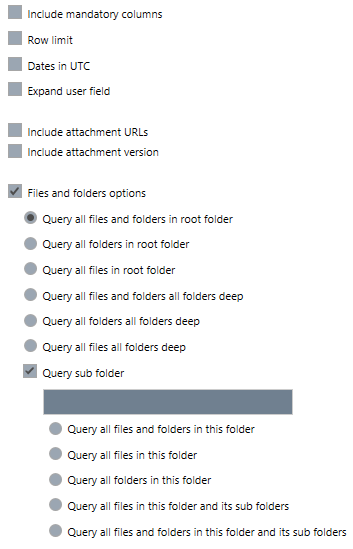 Include mandatory columns
Row limit
Dates in UTC
Expand user field
Include attachment URLs
Include attachment version
Files and folders options
Query all files and folders in root folder
Query all folders in root folder
Query all files in root folder
Query all files and folders all folders deep
Query all folders all folders deep
Query all files all folders deep
Query sub folder
Query all files and folders in this folder
Query all files in this folder
Query all folders in this folder
Query all files in this folder and its sub folders
Query all files and folders in this folder and its sub folders